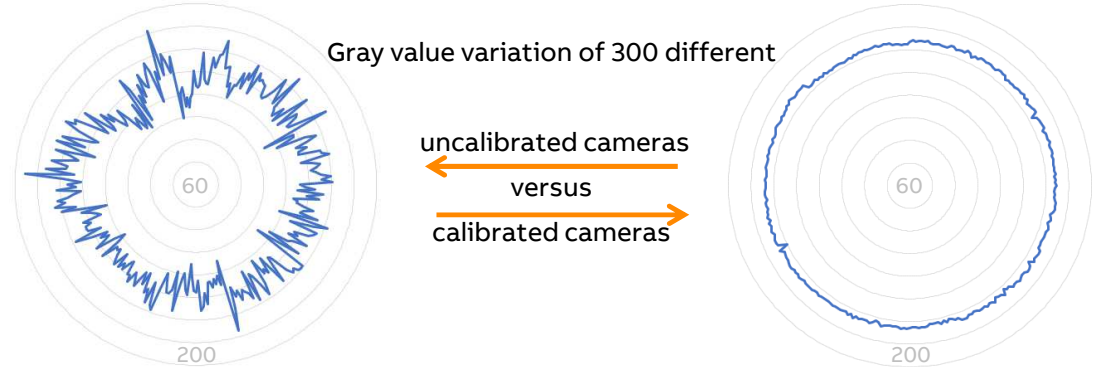 Gray value variation of 300 different
uncalibrated cameras
versus
calibrated cameras
60
200
60
200